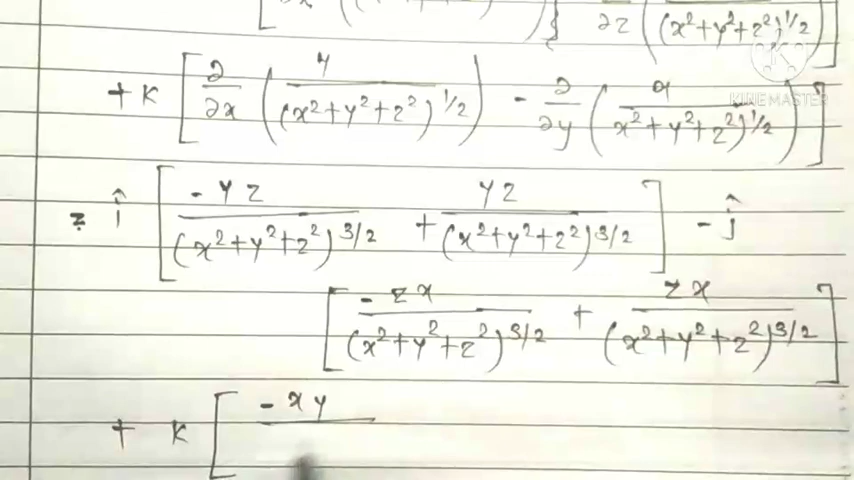 ∂z ( (x²+y²+z²)^1/2 ]
+ K [ ∂/∂x ( y/(x²+y²+z²)^1/2 ) - ∂/∂y ( x/(x²+y²+z²)^1/2 ) ]
KINEMASTER
= î [ -yz/(x²+y²+z²)^3/2 + yz/(x²+y²+z²)^3/2 ] - ĵ
[ -zx/(x²+y²+z²)^3/2 + zx/(x²+y²+z²)^3/2 ]
+ K [ -xy